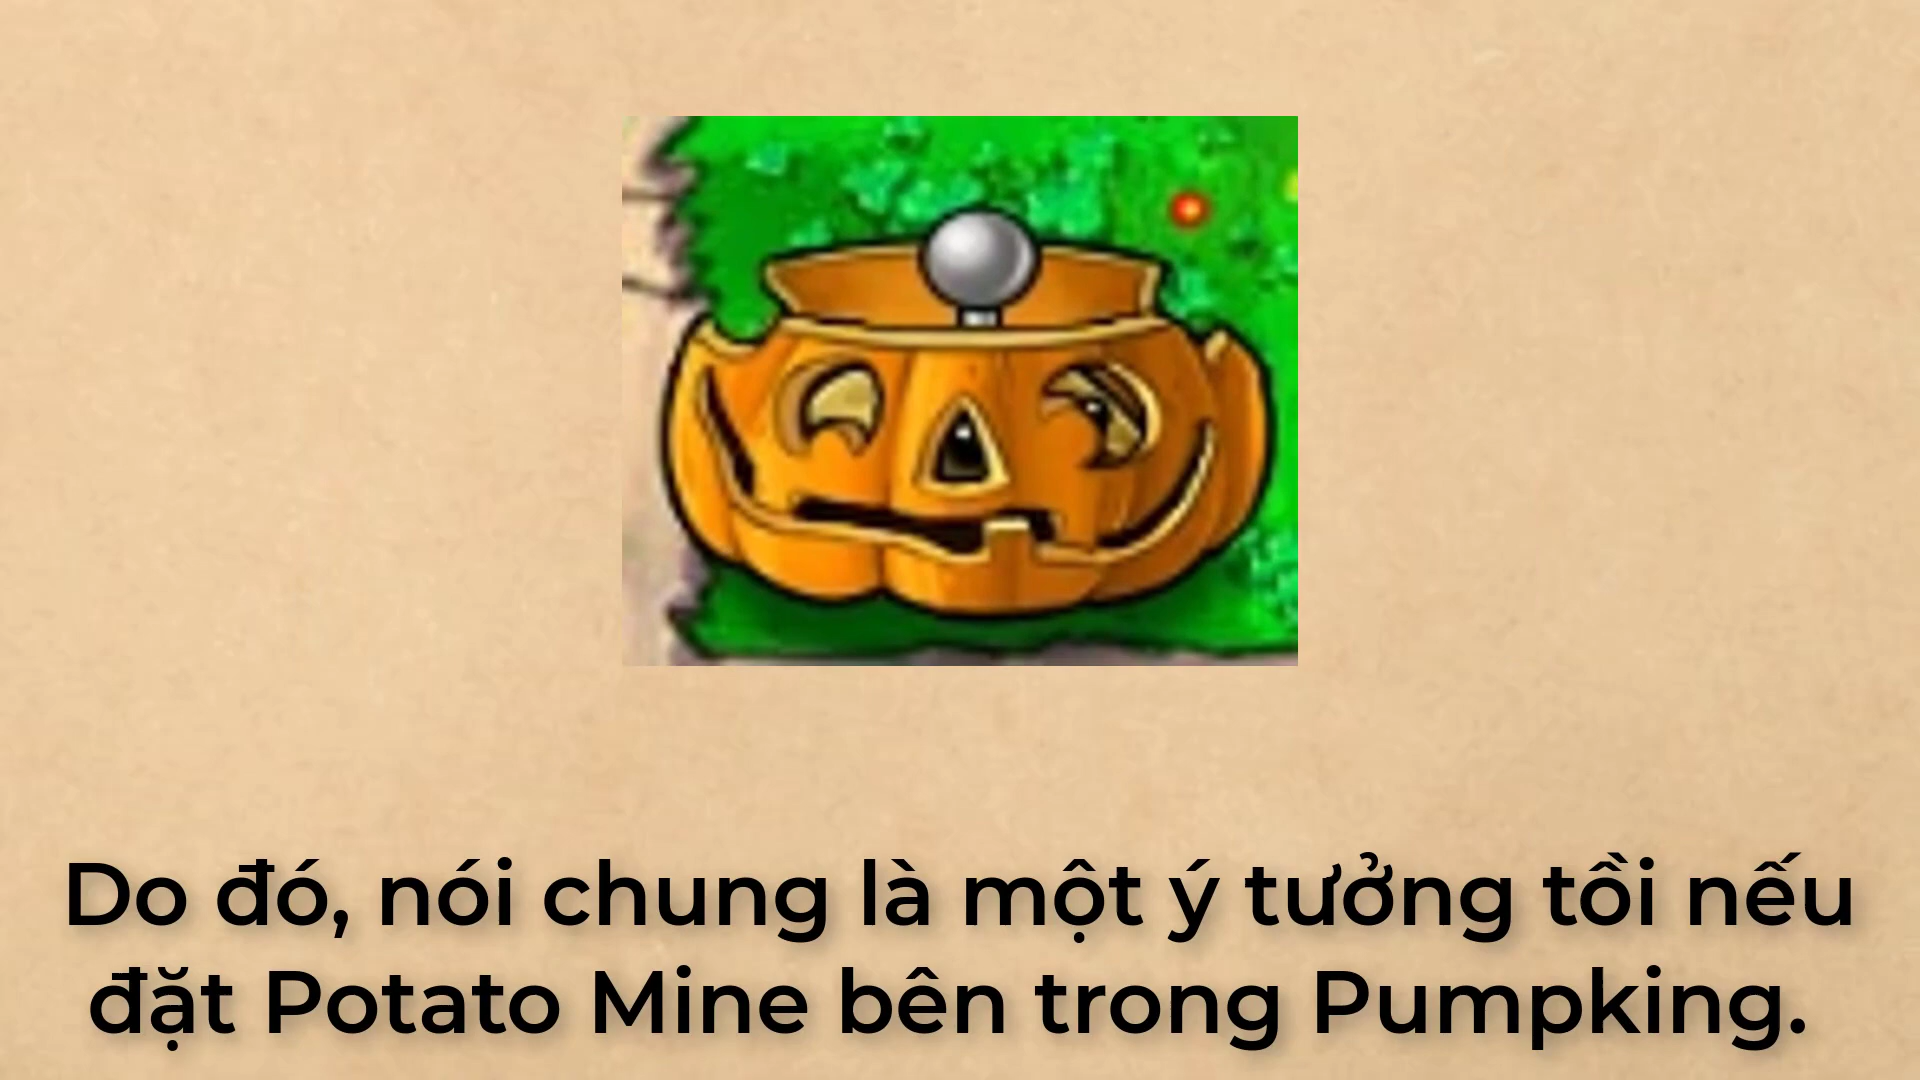 Do đó, nói chung là một ý tưởng tồi nếu
đặt Potato Mine bên trong Pumpking.